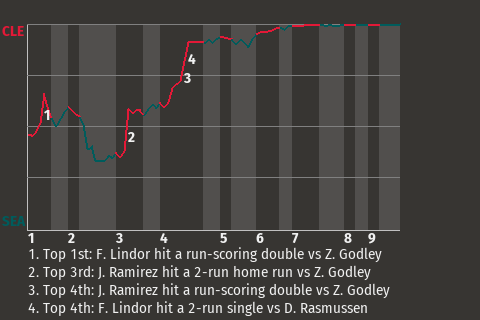 CLE
1
2
3
4
SEA
1 2 3 4 5 6 7 8 9
1. Top 1st: F. Lindor hit a run-scoring double vs Z. Godley
2. Top 3rd: J. Ramirez hit a 2-run home run vs Z. Godley
3. Top 4th: J. Ramirez hit a run-scoring double vs Z. Godley
4. Top 4th: F. Lindor hit a 2-run single vs D. Rasmussen